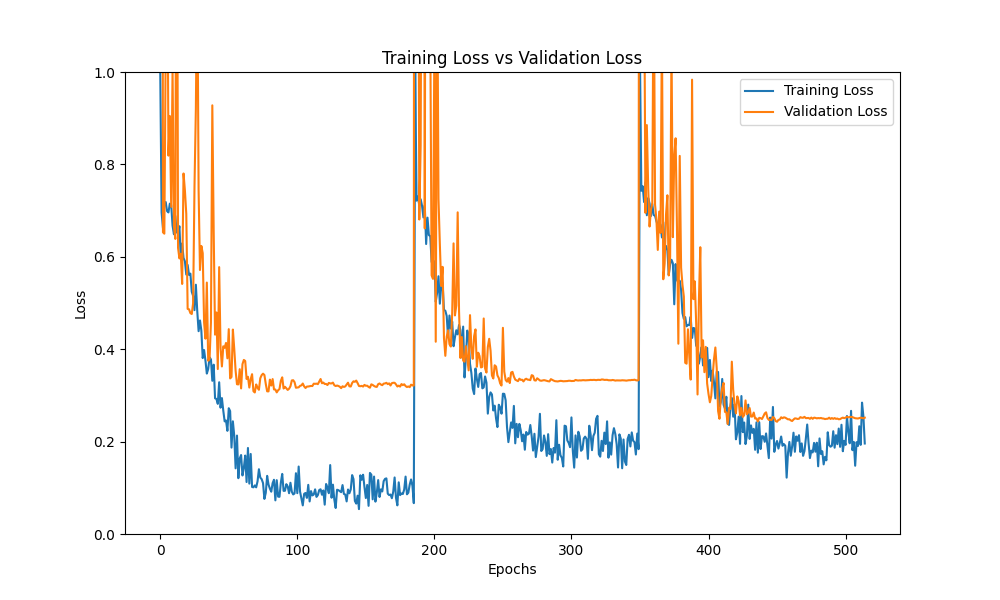 Training Loss vs Validation Loss
1.0
0.8
0.6
0.4
0.2
0.0
Loss
Training Loss
Validation Loss
0 100 200 300 400 500
Epochs